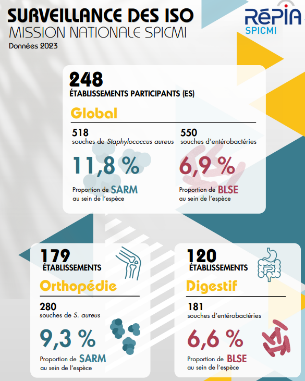 SURVEILLANCE DES ISO
MISSION NATIONALE SPICMI
Données 2023
RéPIA
SPICMI
248
ÉTABLISSEMENTS PARTICIPANTS (ES)
Global
518
souches de Staphylococcus aureus
11,8 %
Proportion de SARM
au sein de l'espèce
550
souches d'entérobactéries
6,9 %
Proportion de BLSE
au sein de l'espèce
179
ÉTABLISSEMENTS
Orthopédie
280
souches de S. aureus
9,3 %
Proportion de SARM
au sein de l'espèce
120
ÉTABLISSEMENTS
Digestif
181
souches d'entérobactéries
6,6 %
Proportion de BLSE
au sein de l'espèce